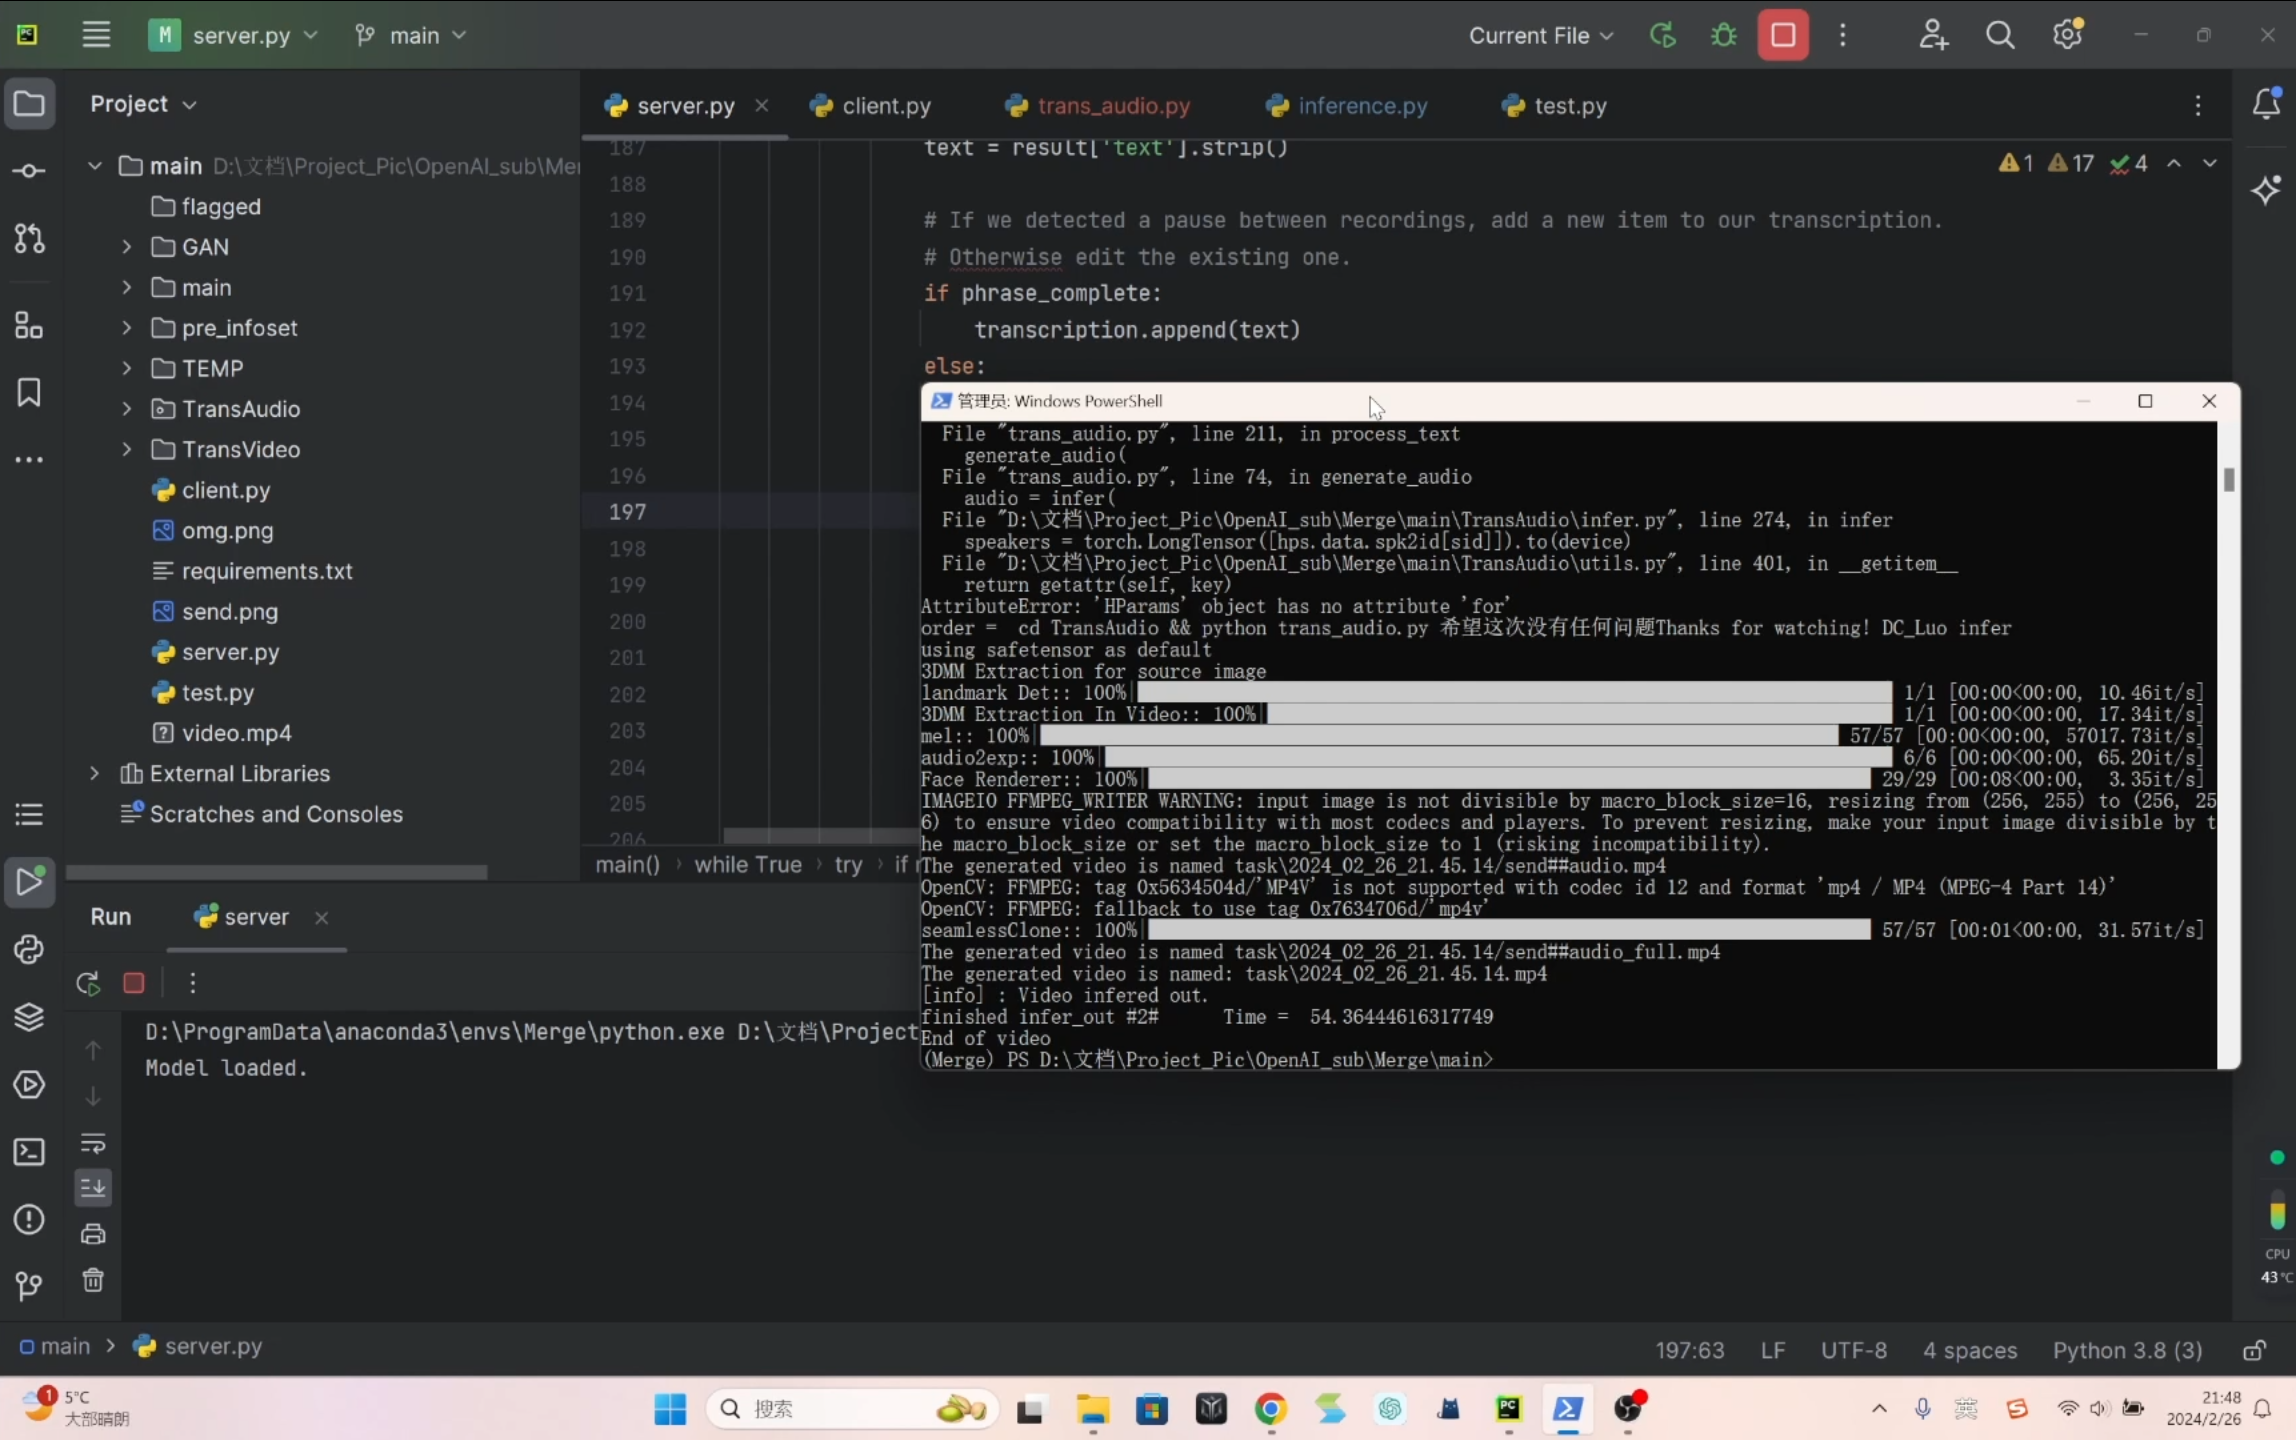 M server.py main
Current File
Project
server.py client.py trans_audio.py inference.py test.py
main D:\文档\Project_Pic\OpenAI_sub\Mer
flagged
GAN
main
pre_infoset
TEMP
TransAudio
TransVideo
client.py
omg.png
requirements.txt
send.png
server.py
test.py
video.mp4
External Libraries
Scratches and Consoles
1 17 4
187 text = result['text'].strip()
188
189 # If we detected a pause between recordings, add a new item to our transcription.
190 # Otherwise edit the existing one.
191 if phrase_complete:
192 transcription.append(text)
193 else:
194
195
196
197
198
199
200
201
202
203
204
205
206
main() while True try if
管理员: Windows PowerShell
File "trans_audio.py", line 211, in process_text
generate_audio(
File "trans_audio.py", line 74, in generate_audio
audio = infer(
File "D:\文档\Project_Pic\OpenAI_sub\Merge\main\TransAudio\infer.py", line 274, in infer
speakers = torch.LongTensor([hps.data.spk2id[sid]]).to(device)
File "D:\文档\Project_Pic\OpenAI_sub\Merge\main\TransAudio\utils.py", line 401, in __getitem__
return getattr(self, key)
AttributeError: 'HParams' object has no attribute 'for'
order =  cd TransAudio && python trans_audio.py 希望这次没有任何问题Thanks for watching! DC_Luo infer
using safetensor as default
3DMM Extraction for source image
landmark Det:: 100% 1/1 [00:00<00:00, 10.46it/s]
3DMM Extraction In Video:: 100% 1/1 [00:00<00:00, 17.34it/s]
mel:: 100% 57/57 [00:00<00:00, 57017.73it/s]
audio2exp:: 100% 6/6 [00:00<00:00, 65.20it/s]
Face Renderer:: 100% 29/29 [00:08<00:00, 3.35it/s]
IMAGEIO FFMPEG_WRITER WARNING: input image is not divisible by macro_block_size=16, resizing from (256, 255) to (256, 25
6) to ensure video compatibility with most codecs and players. To prevent resizing, make your input image divisible by t
he macro_block_size or set the macro_block_size to 1 (risking incompatibility).
The generated video is named task\2024_02_26_21.45.14/send##audio.mp4
OpenCV: FFMPEG: tag 0x5634504d/'MP4V' is not supported with codec id 12 and format 'mp4 / MP4 (MPEG-4 Part 14)'
OpenCV: FFMPEG: fallback to use tag 0x7634706d/'mp4v'
seamlessClone:: 100% 57/57 [00:01<00:00, 31.57it/s]
The generated video is named task\2024_02_26_21.45.14/send##audio_full.mp4
The generated video is named: task\2024_02_26_21.45.14.mp4
[info] : Video infered out.
finished infer_out #2# Time =  54.36444616317749
End of video
(Merge) PS D:\文档\Project_Pic\OpenAI_sub\Merge\main>
Run server
D:\ProgramData\anaconda3\envs\Merge\python.exe D:\文档\Project
Model loaded.
CPU
43°C
main server.py
197:63 LF UTF-8 4 spaces Python 3.8 (3)
1
5°C
大部晴朗
搜索
英
21:48
2024/2/26